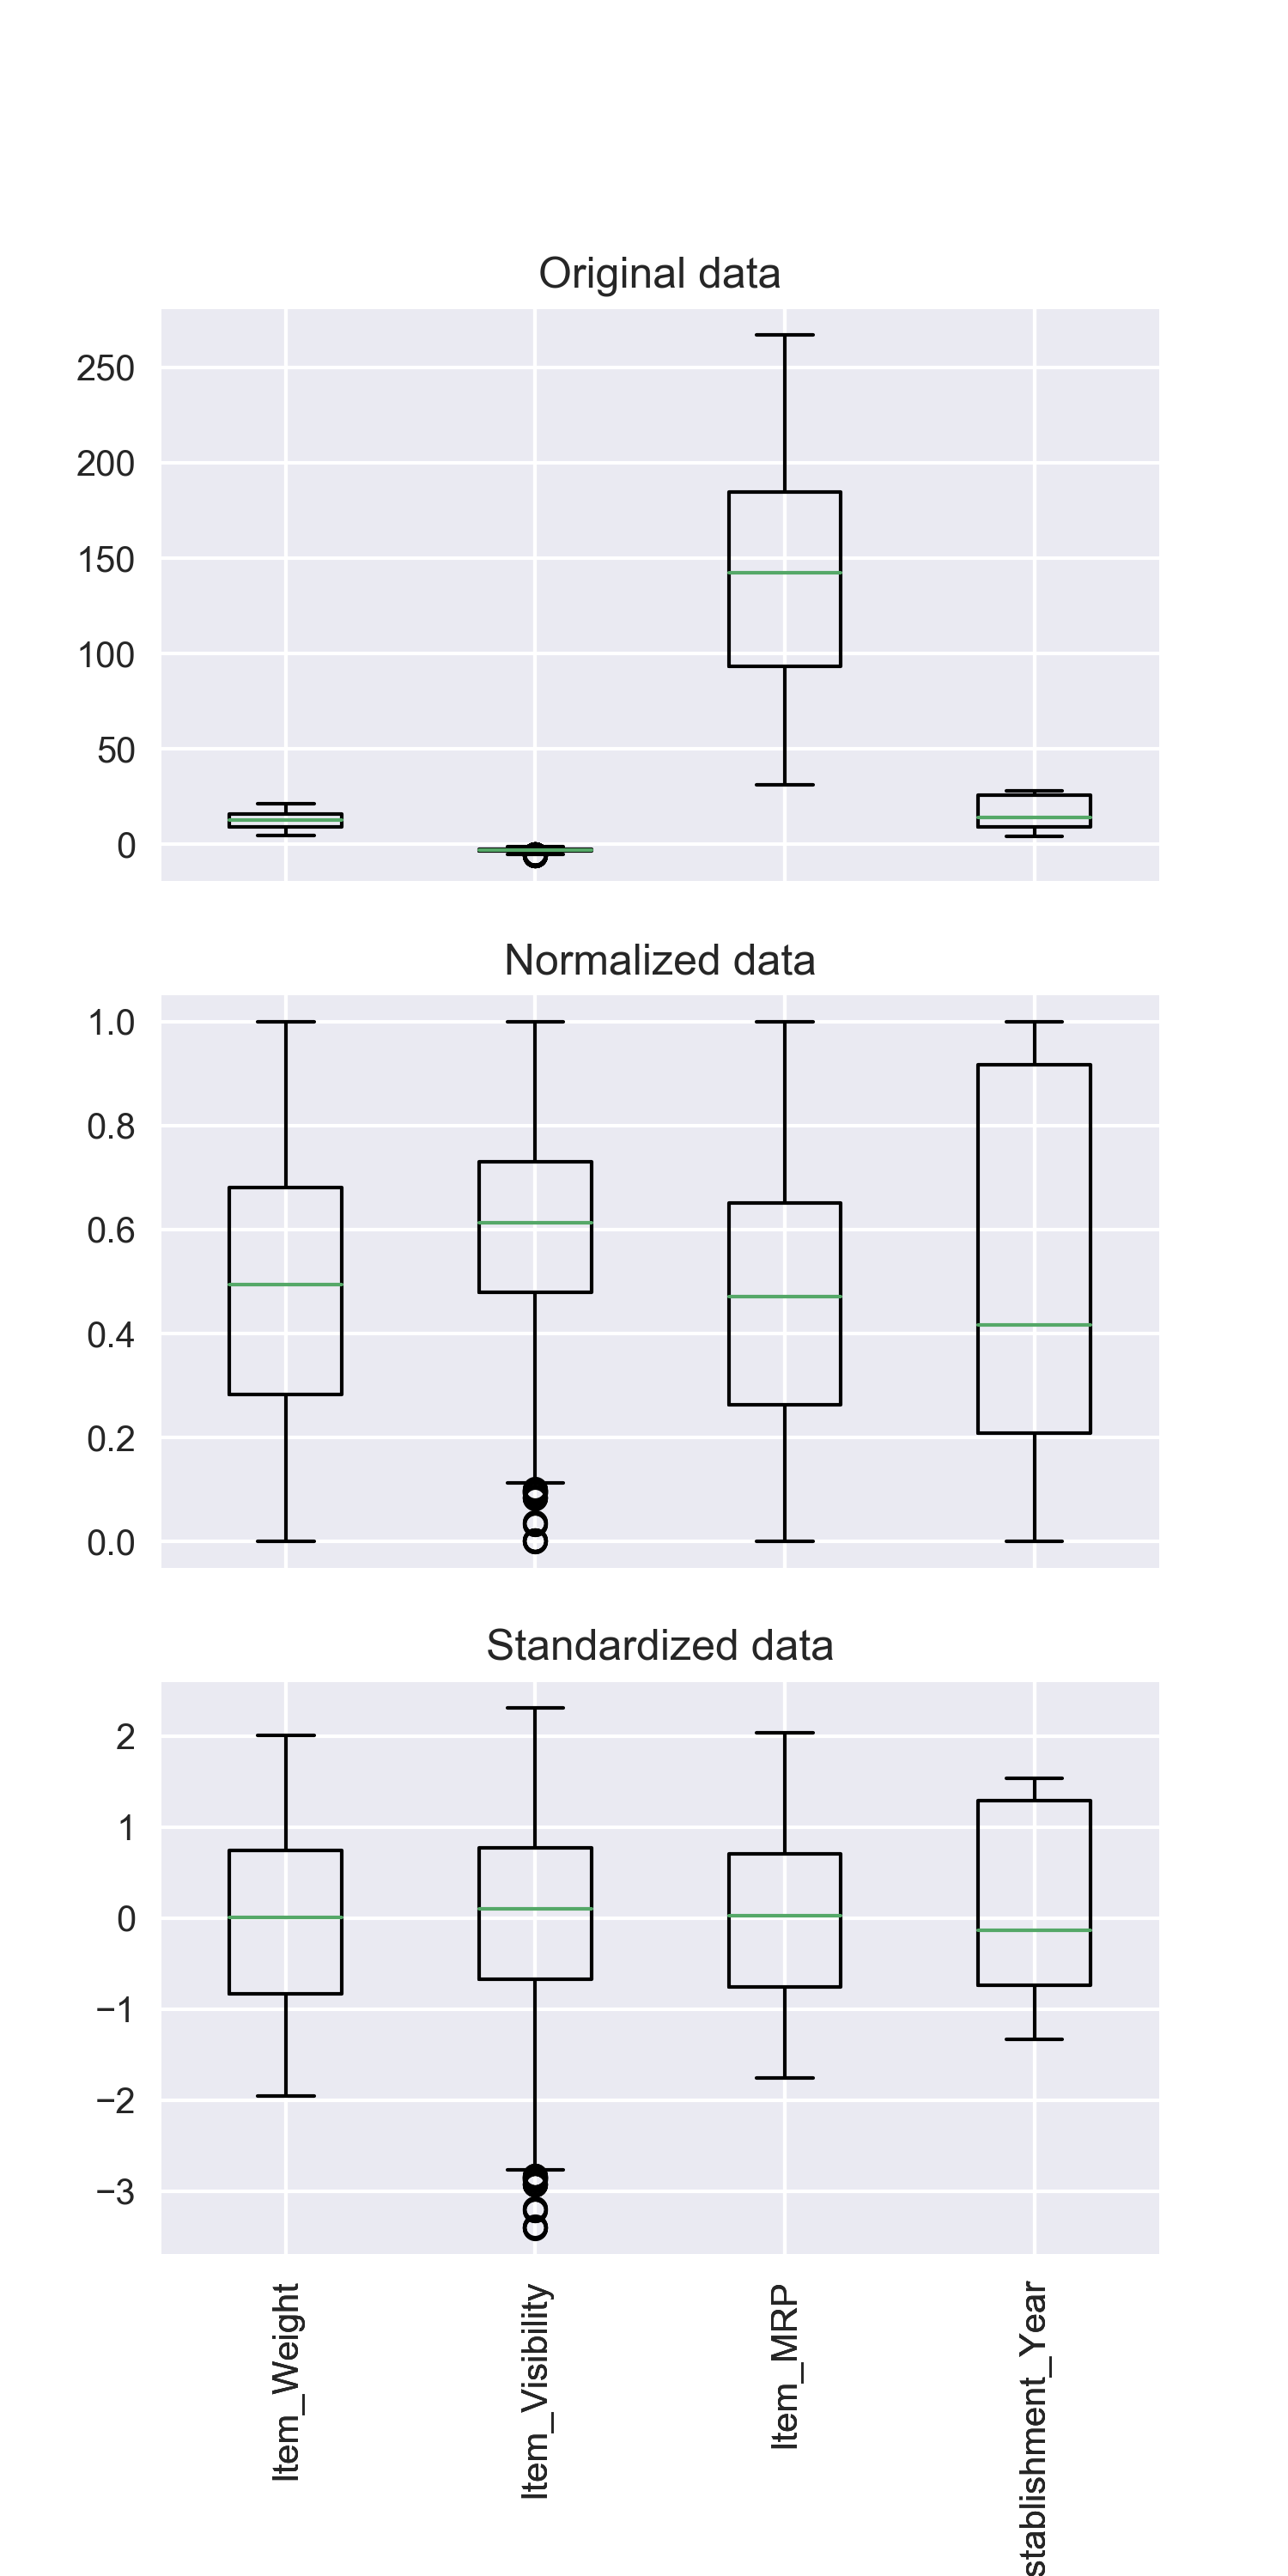 Original data
250
200
150
100
50
0
Normalized data
1.0
0.8
0.6
0.4
0.2
0.0
Standardized data
2
1
0
−1
−2
−3
Item_Weight
Item_Visibility
Item_MRP
stablishment_Year